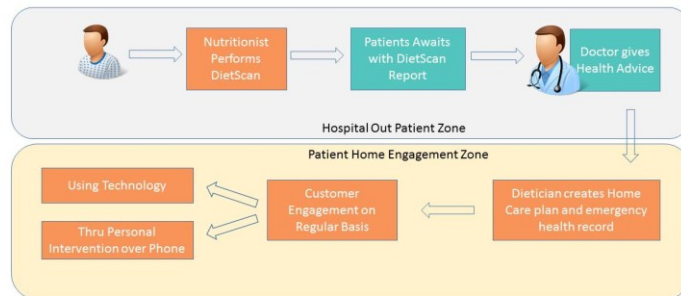 Nutritionist
Performs
DietScan
Patients Awaits
with DietScan
Report
Doctor gives
Health Advice
Hospital Out Patient Zone
Patient Home Engagement Zone
Using Technology
Thru Personal
Intervention over Phone
Customer
Engagement on
Regular Basis
Dietician creates Home
Care plan and emergency
health record